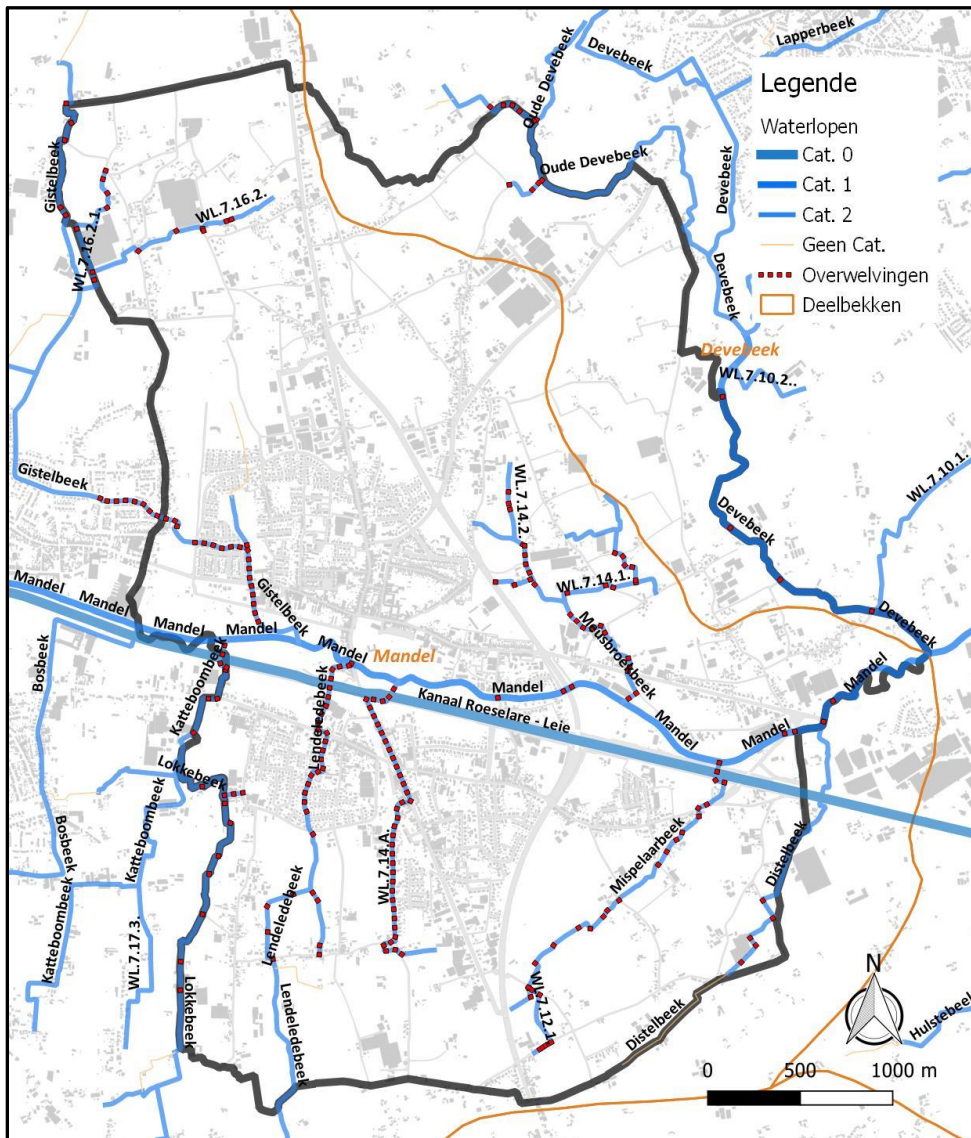 Lapperbeek
Devebeek
Oude Devebeek
Legende
Waterlopen
Cat. 0
Cat. 1
Cat. 2
Geen Cat.
Overwelvingen
Deelbekken
Gistelbeek
Oude Devebeek
Devebeek
WL.7.16.2.
WL.7.16.2.1
Devebeek
Devebeek
WL.7.10.2..
Gistelbeek
WL.7.14.2.
WL.7.10.1.
Devebeek
WL.7.14.1.
Mandel
Mandel
Mandel
Gistelbeek
Mandel
Meusbroekbeek
Devebeek
Bosbeek
Katteboombeek
Mandel
Lendeledebeek
Mandel
Kanaal Roeselare - Leie
Mandel
Mandel
Mandel
Lokkebeek
Bosbeek
Katteboombeek
WL.7.14.A.
Mispelaarbeek
Distelbeek
Katteboombeek
WL.7.17.3.
Lendeledebeek
Lokkebeek
Lendeledebeek
WL.7.12.1
Distelbeek
N
Hulstebeek
0 500 1000 m